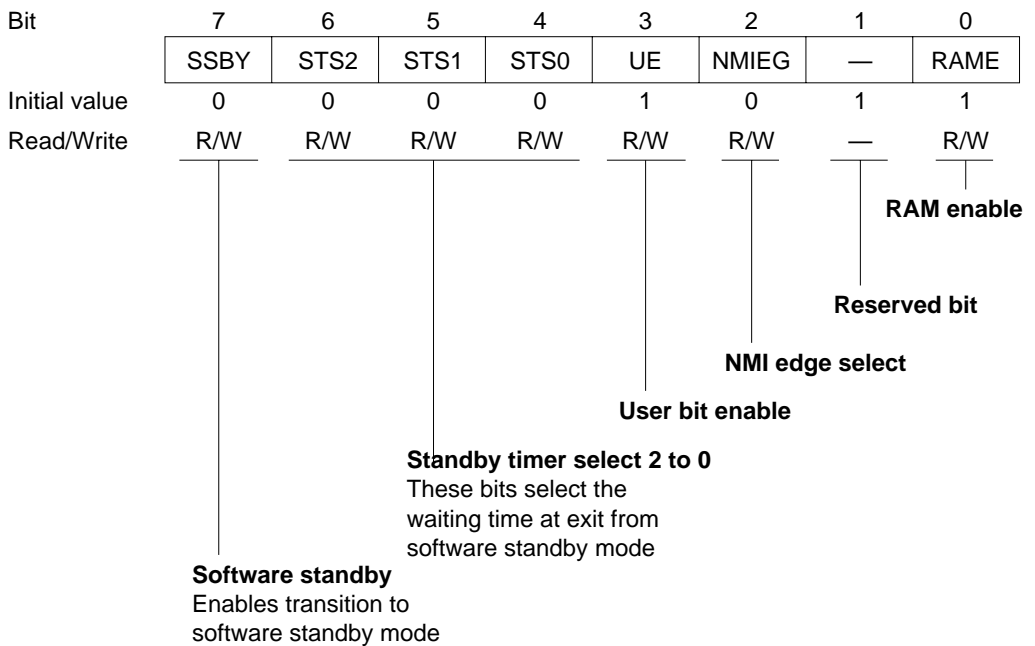 Bit 7 6 5 4 3 2 1 0
SSBY STS2 STS1 STS0 UE NMIEG — RAME
Initial value 0 0 0 0 1 0 1 1
Read/Write R/W R/W R/W R/W R/W R/W — R/W
RAM enable
Reserved bit
NMI edge select
User bit enable
Standby timer select 2 to 0
These bits select the
waiting time at exit from
software standby mode
Software standby
Enables transition to
software standby mode